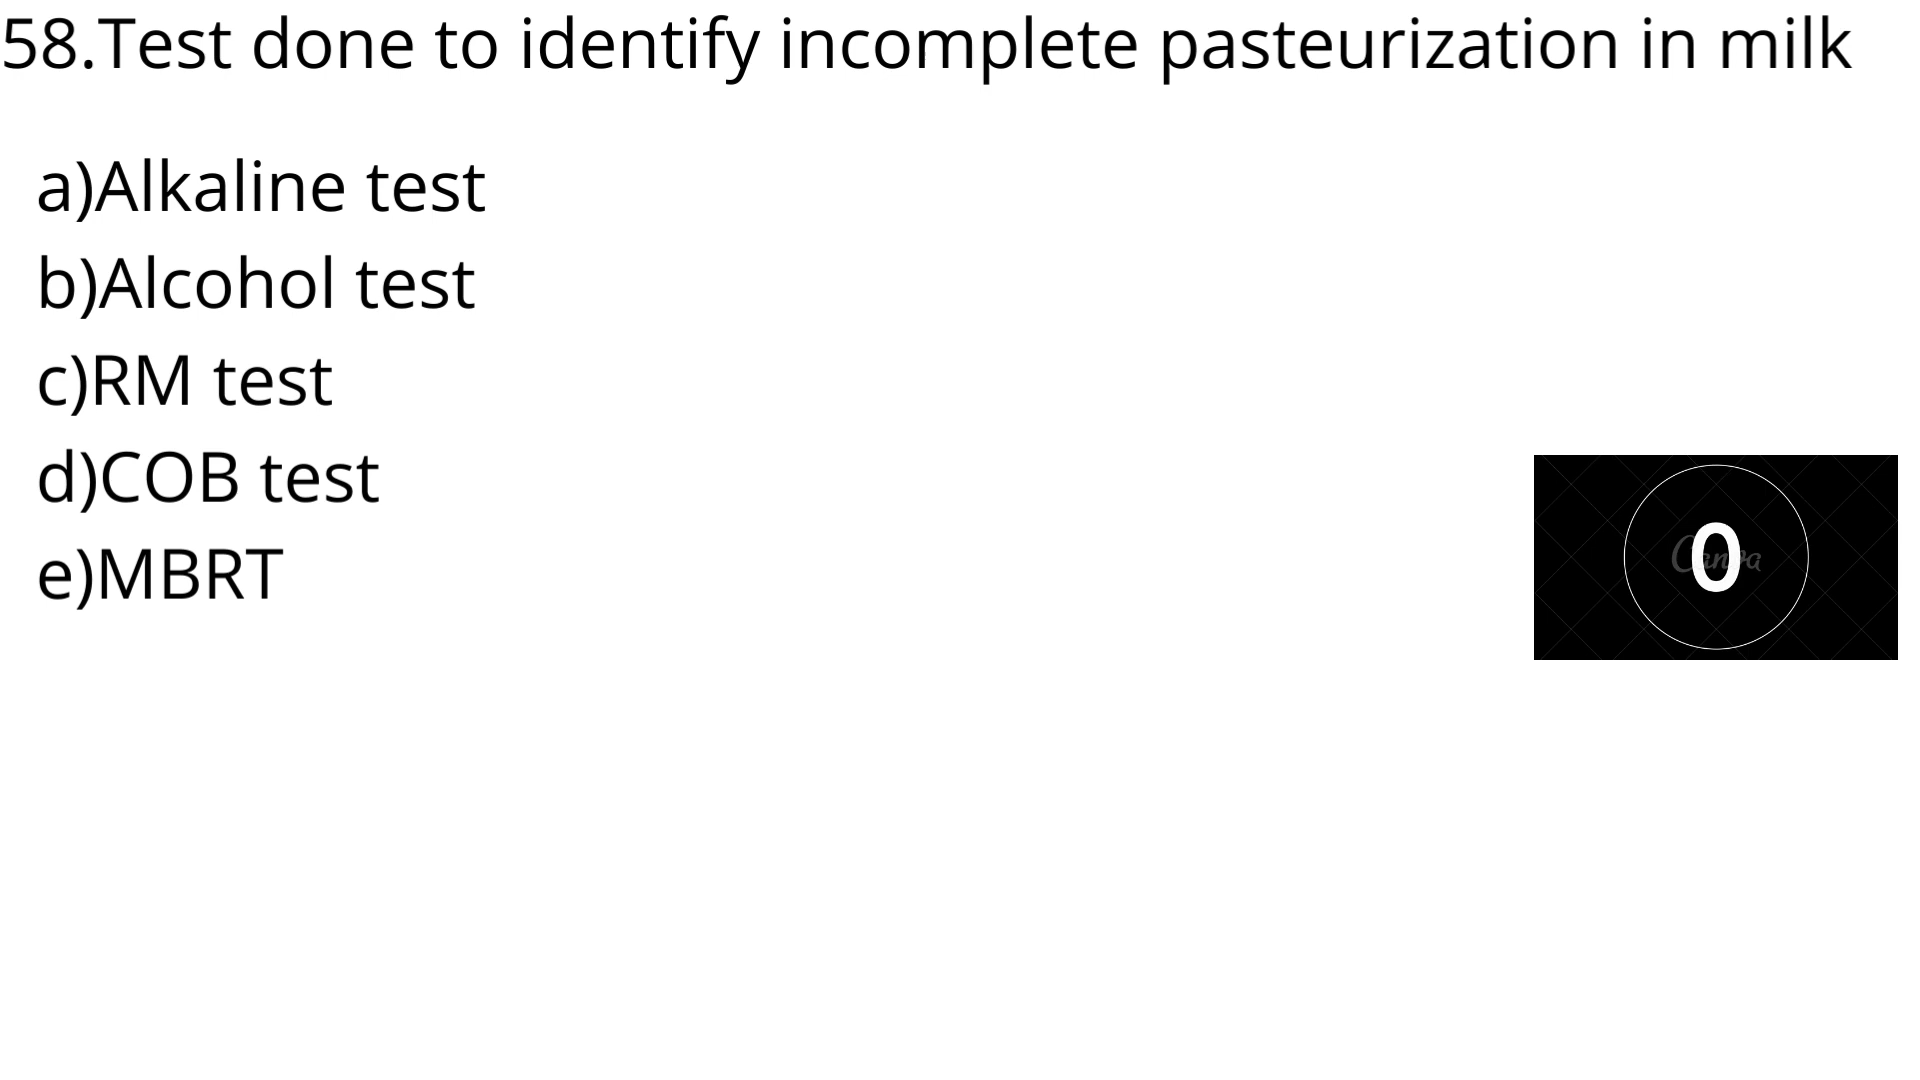 58.Test done to identify incomplete pasteurization in milk
a)Alkaline test
b)Alcohol test
c)RM test
d)COB test
e)MBRT
0
Canva